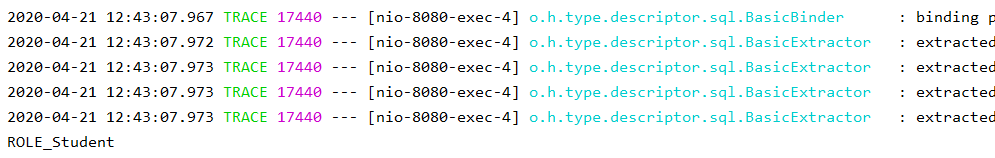 2020-04-21 12:43:07.967 TRACE 17440 --- [nio-8080-exec-4] o.h.type.descriptor.sql.BasicBinder : binding p
2020-04-21 12:43:07.972 TRACE 17440 --- [nio-8080-exec-4] o.h.type.descriptor.sql.BasicExtractor : extracted
2020-04-21 12:43:07.973 TRACE 17440 --- [nio-8080-exec-4] o.h.type.descriptor.sql.BasicExtractor : extracted
2020-04-21 12:43:07.973 TRACE 17440 --- [nio-8080-exec-4] o.h.type.descriptor.sql.BasicExtractor : extracted
2020-04-21 12:43:07.973 TRACE 17440 --- [nio-8080-exec-4] o.h.type.descriptor.sql.BasicExtractor : extracted
ROLE_Student